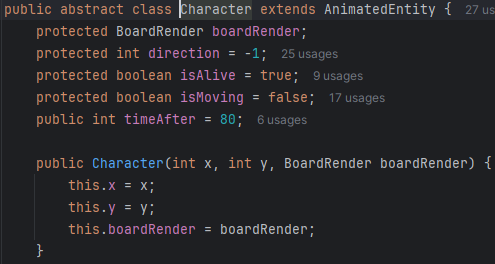 public abstract class Character extends AnimatedEntity { 27 us
protected BoardRender boardRender;
protected int direction = -1; 25 usages
protected boolean isAlive = true; 9 usages
protected boolean isMoving = false; 17 usages
public int timeAfter = 80; 6 usages
public Character(int x, int y, BoardRender boardRender) {
this.x = x;
this.y = y;
this.boardRender = boardRender;
}